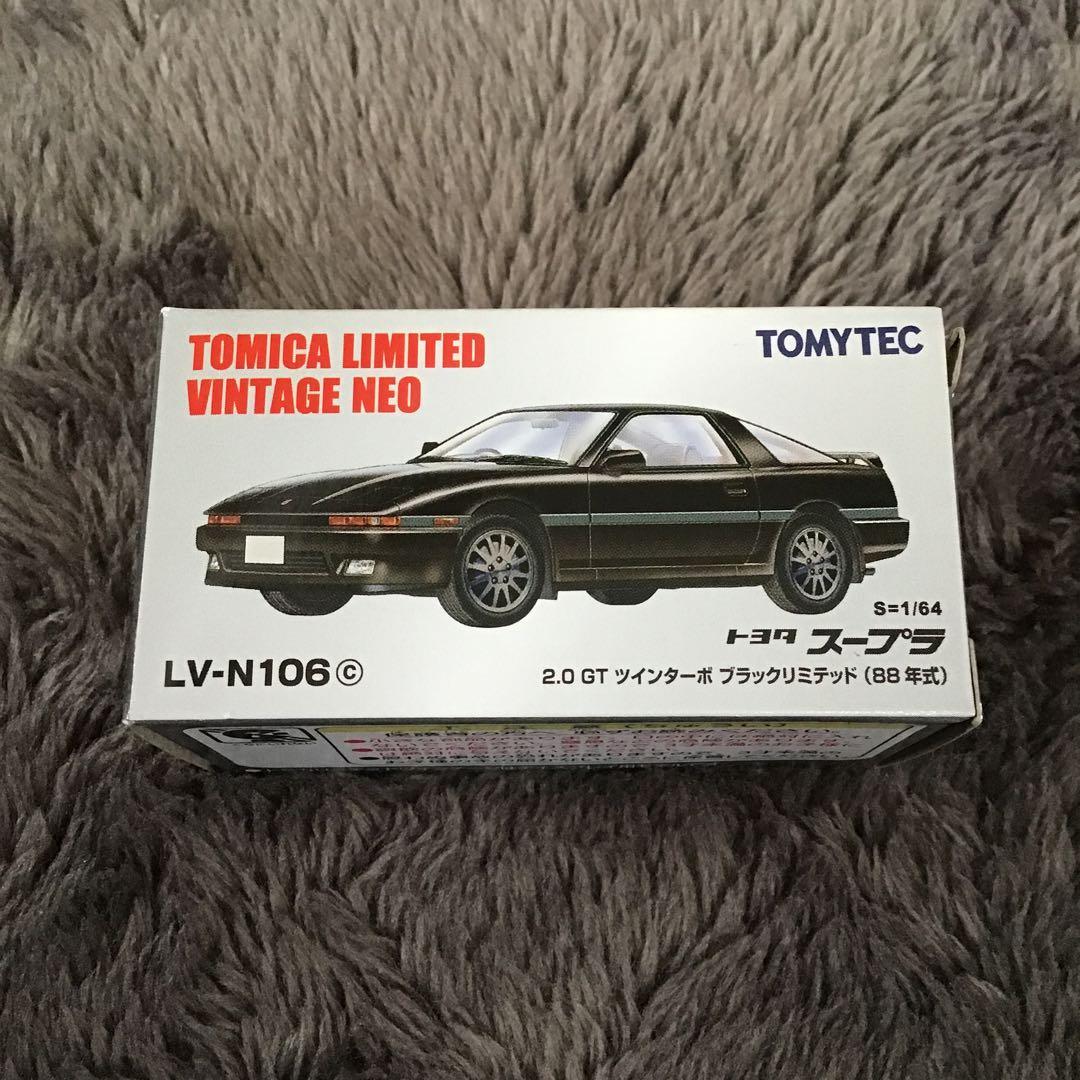 TOMICA LIMITED
VINTAGE NEO
TOMYTEC
S=1/64
トヨタ スープラ
LV-N106ⓒ
2.0 GT ツインターボ ブラックリミテッド (88年式)